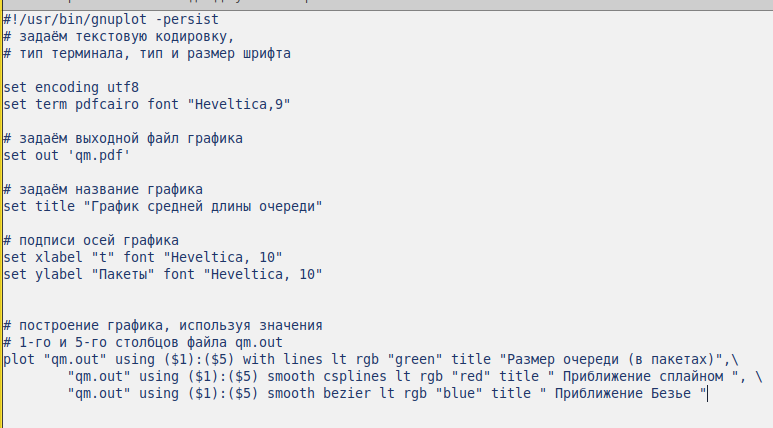 #!/usr/bin/gnuplot -persist
# задаём текстовую кодировку,
# тип терминала, тип и размер шрифта
set encoding utf8
set term pdfcairo font "Heveltica,9"
# задаём выходной файл графика
set out 'qm.pdf'
# задаём название графика
set title "График средней длины очереди"
# подписи осей графика
set xlabel "t" font "Heveltica, 10"
set ylabel "Пакеты" font "Heveltica, 10"
# построение графика, используя значения
# 1-го и 5-го столбцов файла qm.out
plot "qm.out" using ($1):($5) with lines lt rgb "green" title "Размер очереди (в пакетах)",\
"qm.out" using ($1):($5) smooth csplines lt rgb "red" title " Приближение сплайном ", \
"qm.out" using ($1):($5) smooth bezier lt rgb "blue" title " Приближение Безье "